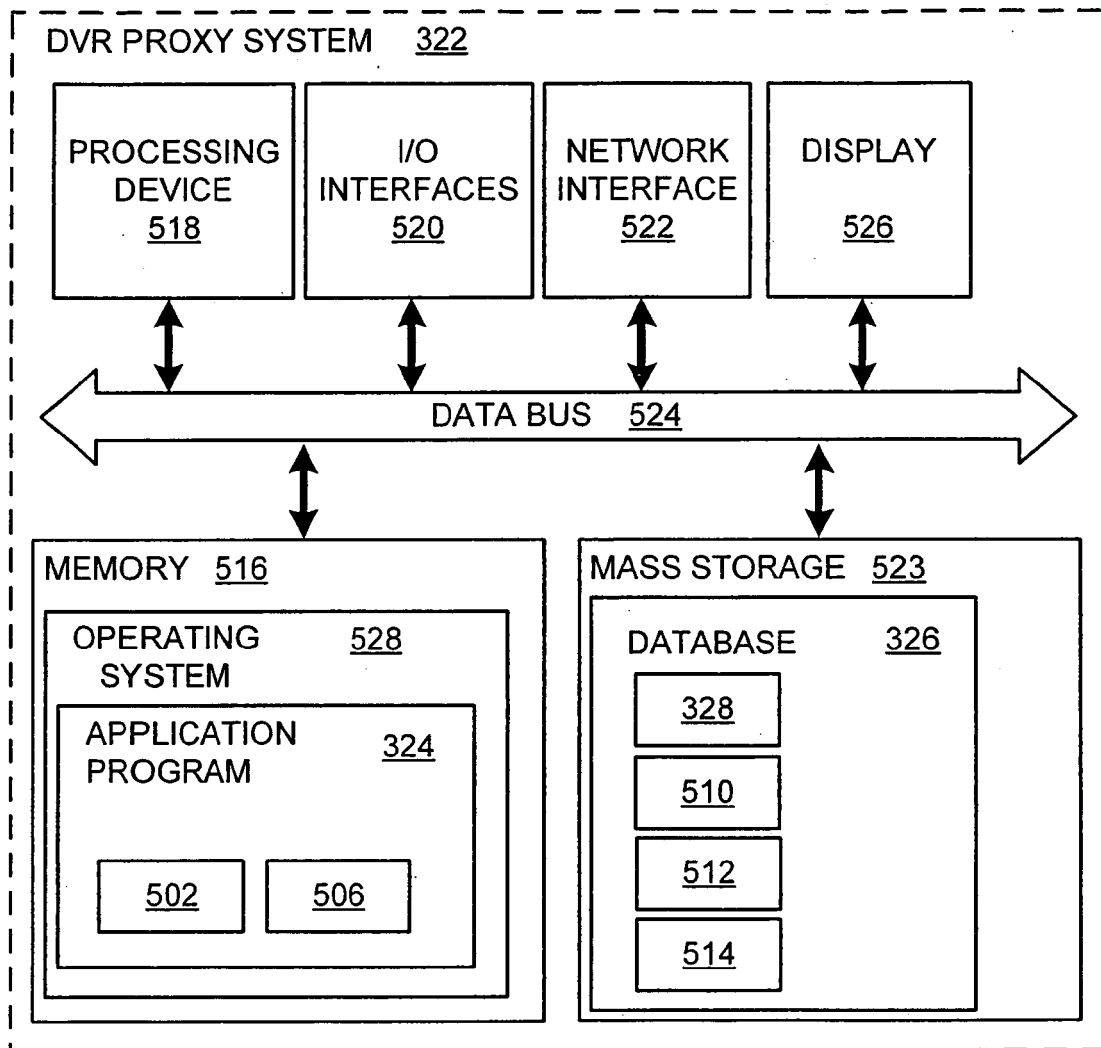 DVR PROXY SYSTEM 322
PROCESSING
DEVICE
518
I/O
INTERFACES
520
NETWORK
INTERFACE
522
DISPLAY
526
DATA BUS 524
MEMORY 516
OPERATING 528
SYSTEM
APPLICATION 324
PROGRAM
502 506
MASS STORAGE 523
DATABASE 326
328
510
512
514